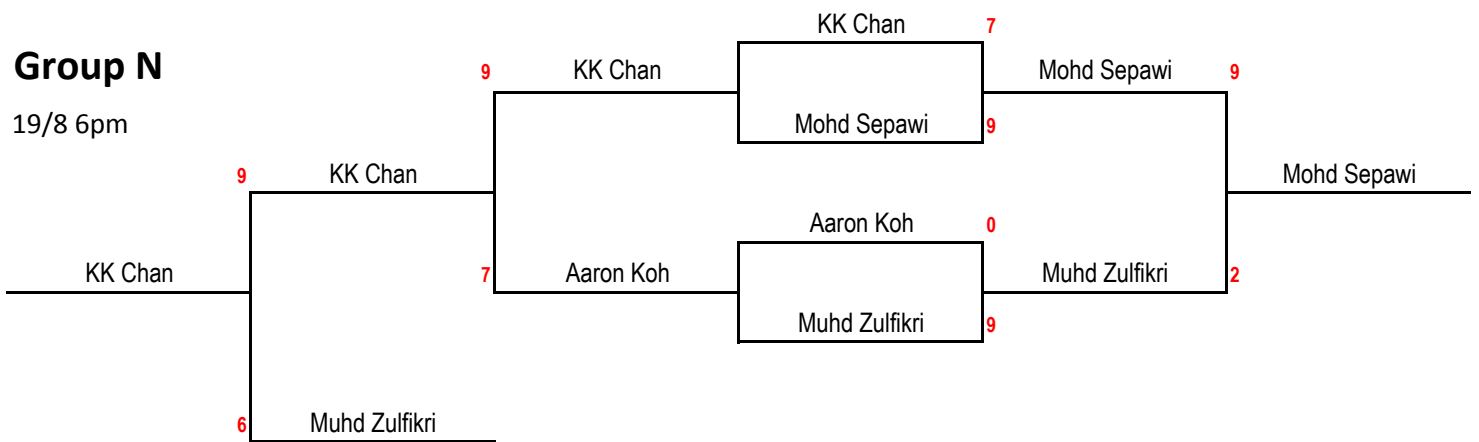 KK Chan 7
Group N 9 KK Chan Mohd Sepawi 9
19/8 6pm Mohd Sepawi 9
9 KK Chan Mohd Sepawi
Aaron Koh 0
KK Chan 7 Aaron Koh Muhd Zulfikri 2
Muhd Zulfikri 9
6 Muhd Zulfikri